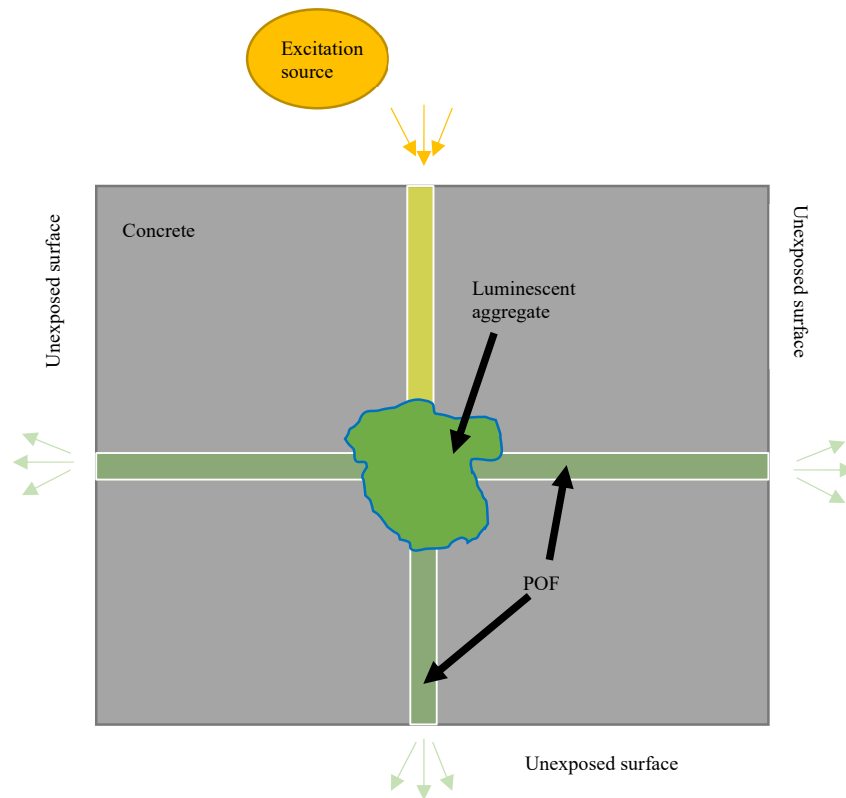 Excitation
source
Concrete
Unexposed surface
Unexposed surface
Luminescent
aggregate
POF
Unexposed surface